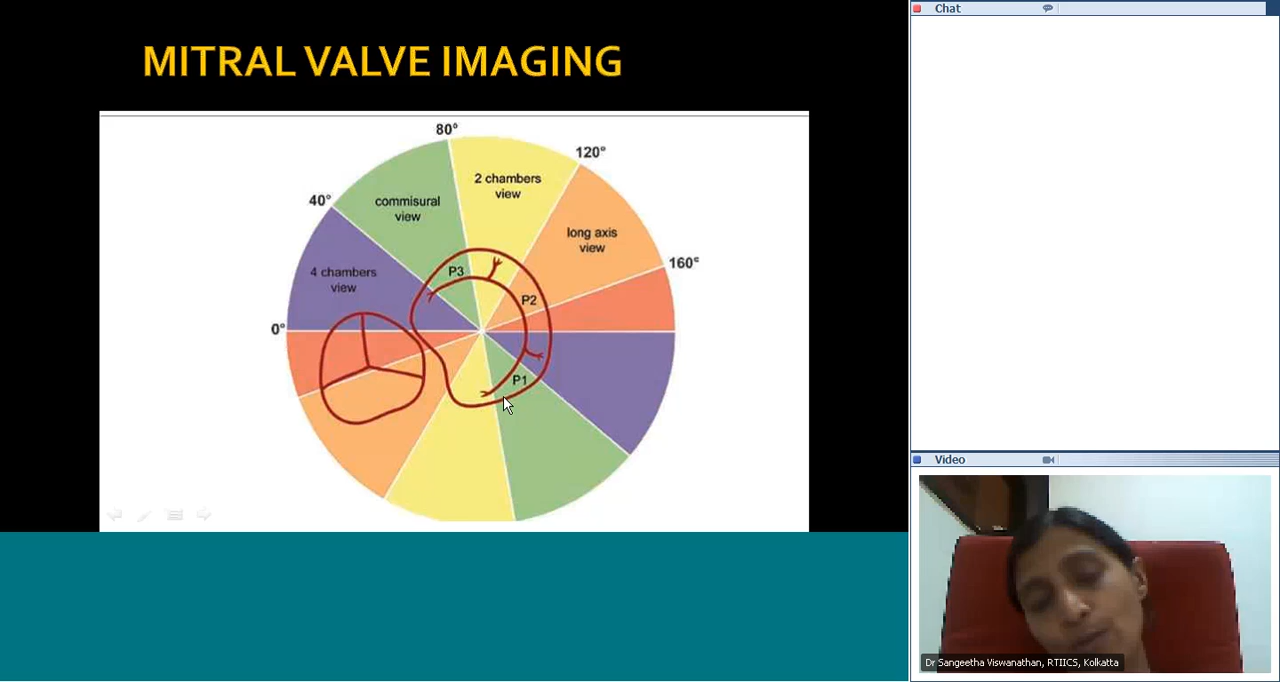 Chat
MITRAL VALVE IMAGING
80°
120°
2 chambers
view
40°
commisural
view
long axis
view
160°
4 chambers
view
P3
P2
0°
P1
Video
Dr Sangeetha Viswanathan, RTIICS, Kolkatta